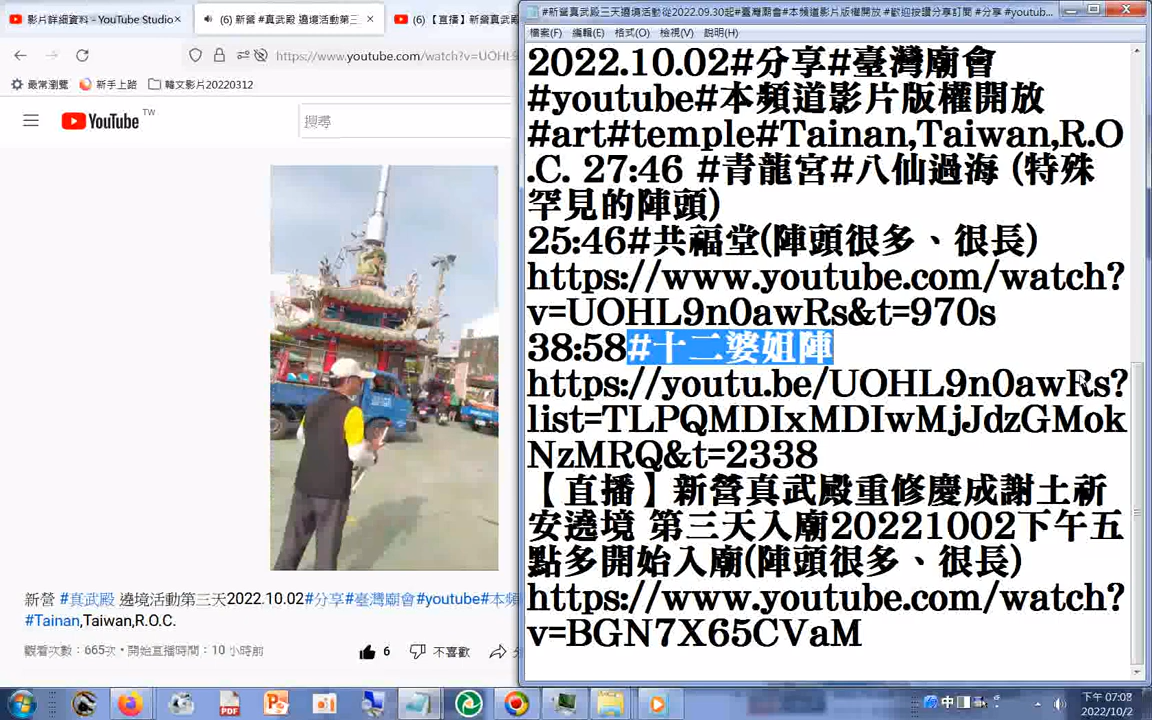 影片詳細資料 - YouTube Studio
(6) 新營 #真武殿 遶境活動第三
(6) 【直播】新營真武
https://www.youtube.com/watch?v=UOHL9
最常瀏覽
新手上路
韓文影片20220312
YouTube TW
搜尋
新營 #真武殿 遶境活動第三天2022.10.02#分享#臺灣廟會#youtube#本頻
#Tainan,Taiwan,R.O.C.
觀看次數：665次 • 開始直播時間：10 小時前
6
不喜歡
#新營真武殿三天遶境活動從2022.09.30起#臺灣廟會#本頻道影片版權開放 #歡迎按讚分享訂閱 #分享 #youtub...
檔案(F) 編輯(E) 格式(O) 檢視(V) 說明(H)
2022.10.02#分享#臺灣廟會
#youtube#本頻道影片版權開放
#art#temple#Tainan,Taiwan,R.O
.C. 27:46 #青龍宮#八仙過海 (特殊
罕見的陣頭)
25:46#共福堂(陣頭很多、很長)
https://www.youtube.com/watch?
v=UOHL9n0awRs&t=970s
38:58#十二婆姐陣
https://youtu.be/UOHL9n0awRs?
list=TLPQMDIxMDIwMjJdzGMok
NzMRQ&t=2338
【直播】新營真武殿重修慶成謝土祈
安遶境 第三天入廟20221002下午五
點多開始入廟(陣頭很多、很長)
https://www.youtube.com/watch?
v=BGN7X65CVaM
中
下午 07:08
2022/10/2